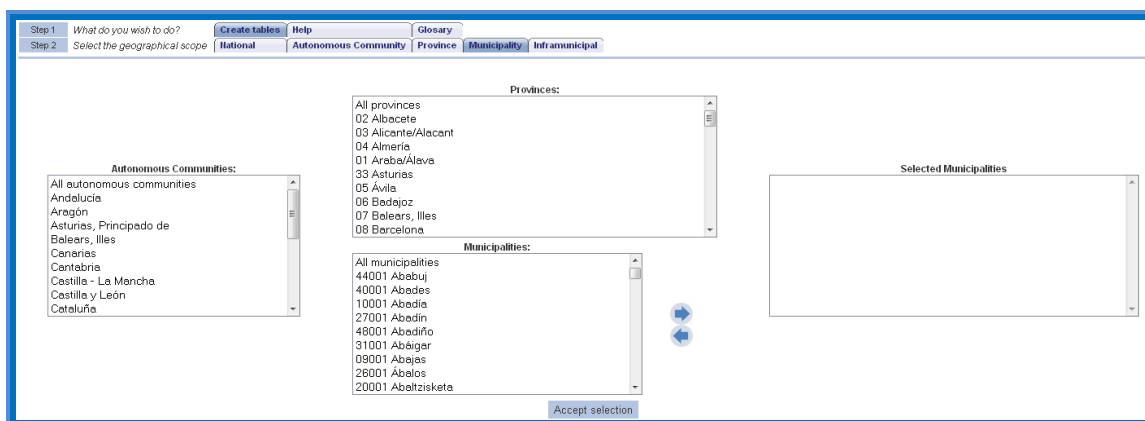 Step 1 What do you wish to do? Create tables Help Glosary
Step 2 Select the geographical scope National Autonomous Community Province Municipality Inframunicipal
Provinces:
All provinces
02 Albacete
03 Alicante/Alacant
04 Almería
01 Araba/Álava
33 Asturias
05 Ávila
06 Badajoz
07 Balears, Illes
08 Barcelona
Autonomous Communities:
All autonomous communities
Andalucía
Aragón
Asturias, Principado de
Balears, Illes
Canarias
Cantabria
Castilla - La Mancha
Castilla y León
Cataluña
Municipalities:
All municipalities
44001 Ababuj
40001 Abades
10001 Abadía
27001 Abadín
48001 Abadiño
31001 Abáigar
09001 Abajas
26001 Ábalos
20001 Abaltzisketa
Selected Municipalities
Accept selection